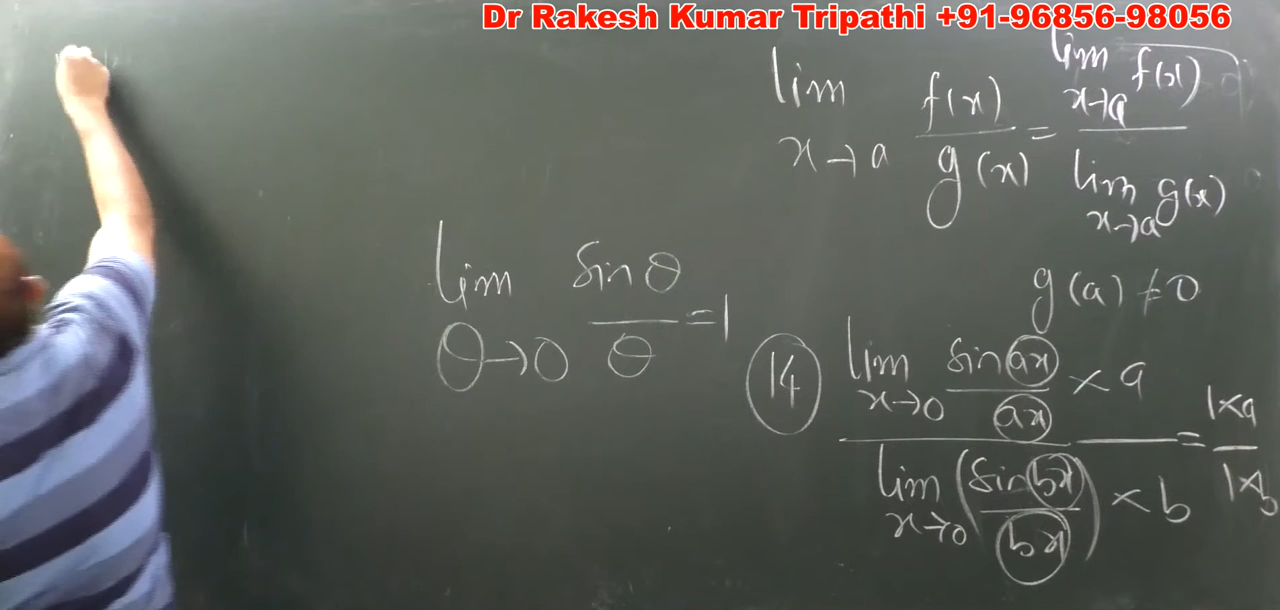 Dr Rakesh Kumar Tripathi +91-96856-98056
lim x→a f(x)/g(x) = lim x→a f(x) / lim x→a g(x)
g(a) ≠ 0
lim θ→0 sin θ/θ = 1
14 lim x→0 sin ax/ax × a / lim x→0 (sin bx/bx) × b = 1×a/1×b